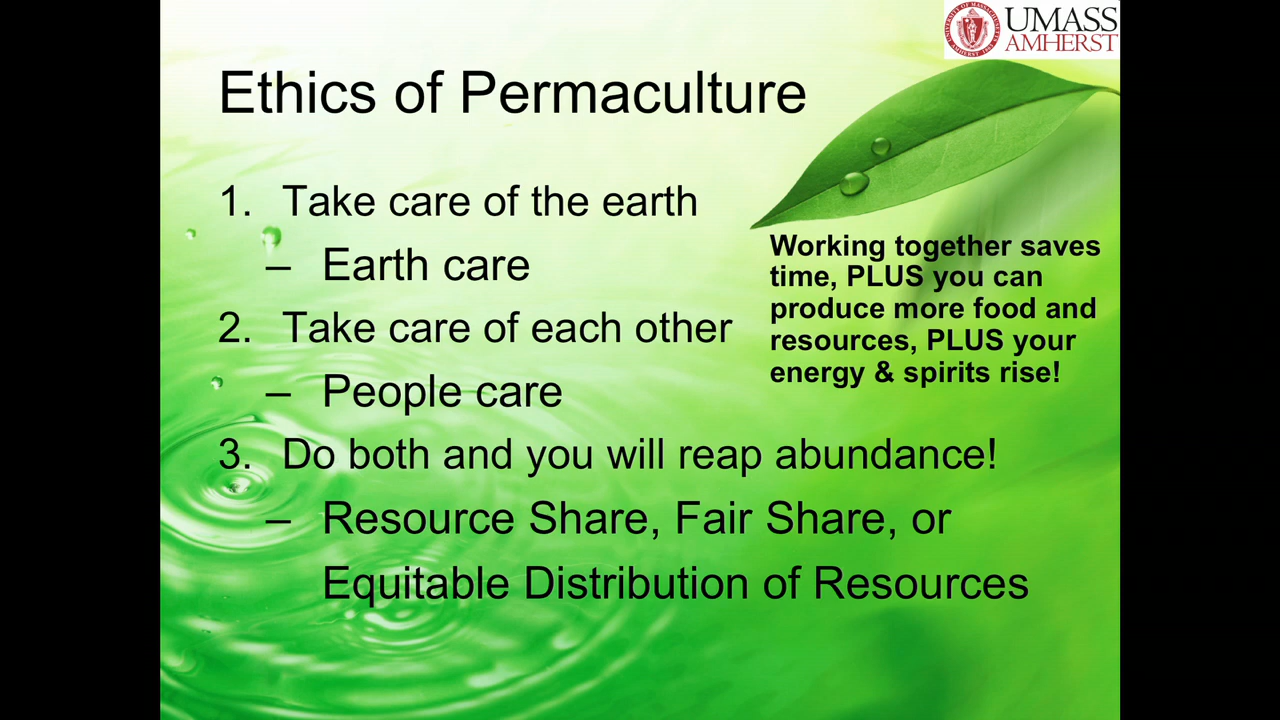 UMASS
AMHERST
Ethics of Permaculture
1. Take care of the earth
– Earth care
2. Take care of each other
– People care
3. Do both and you will reap abundance!
– Resource Share, Fair Share, or
Equitable Distribution of Resources
Working together saves
time, PLUS you can
produce more food and
resources, PLUS your
energy & spirits rise!